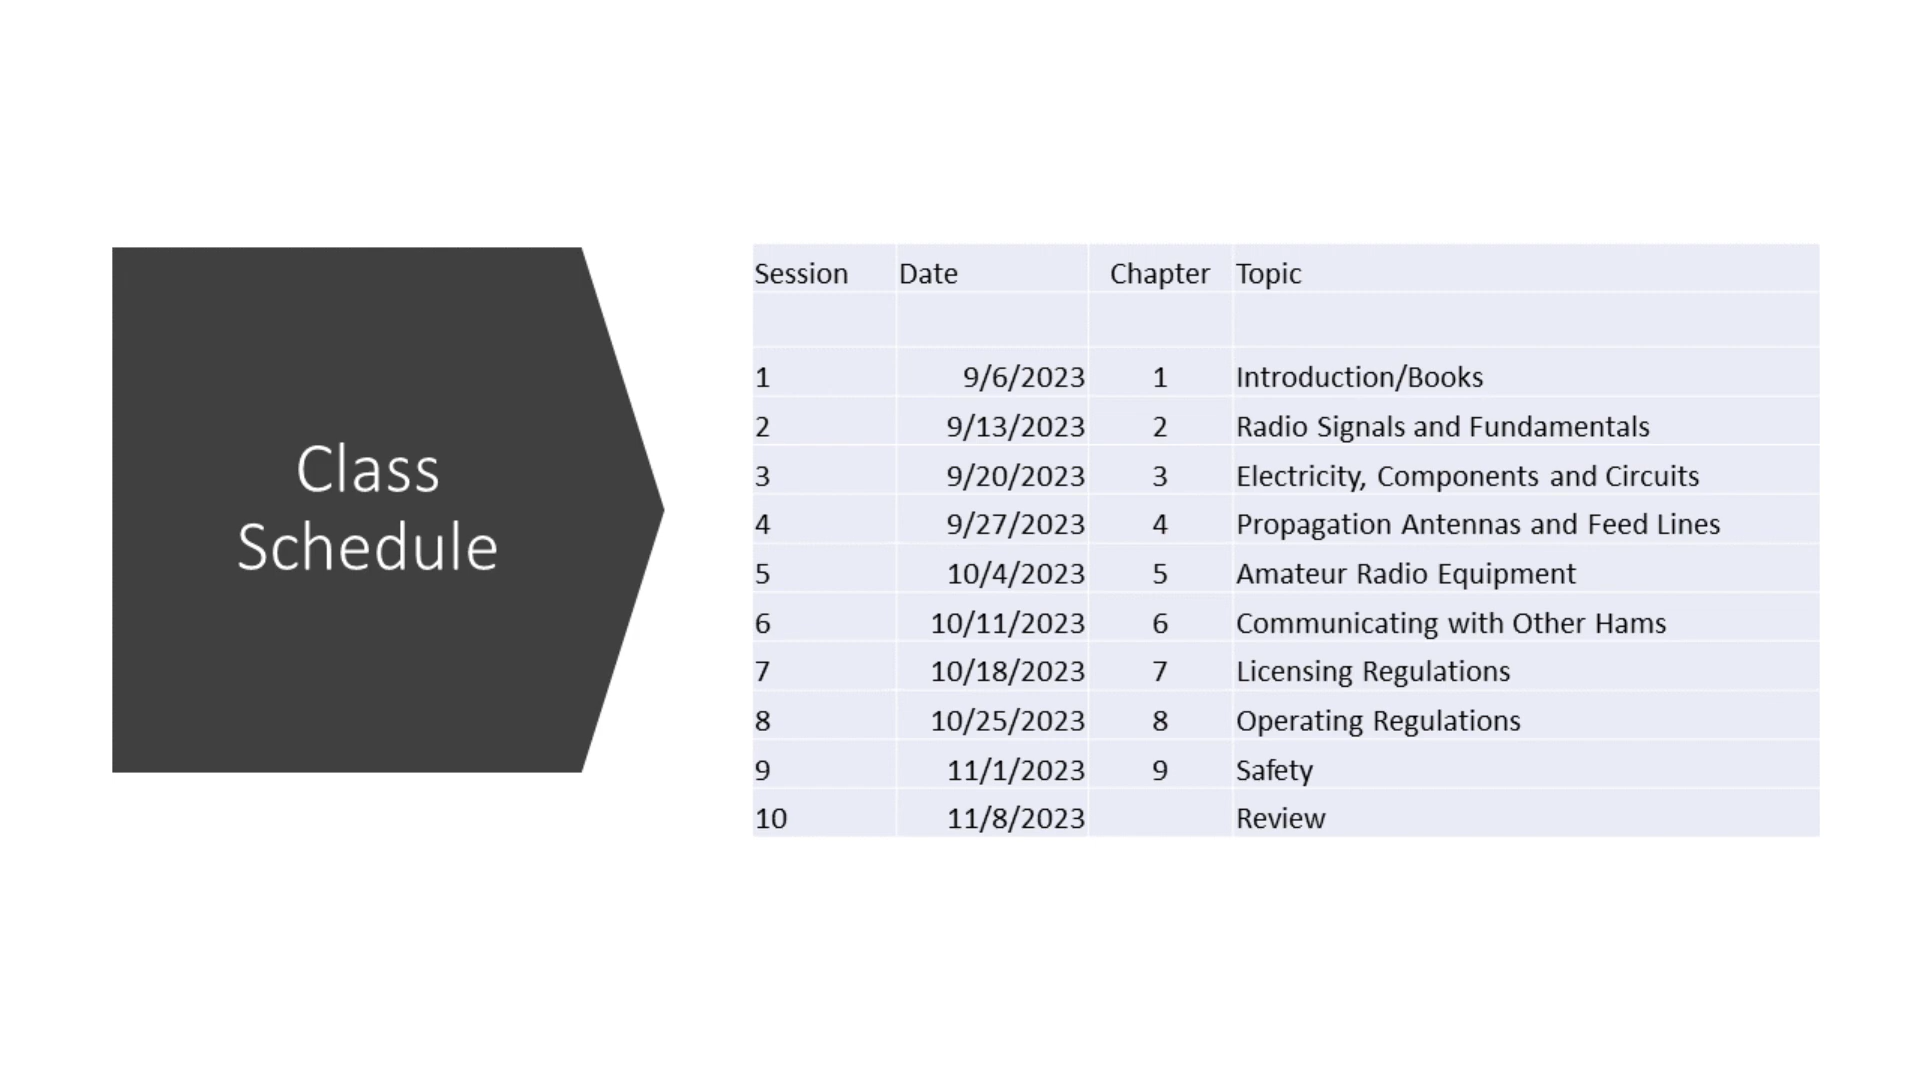 Class
Schedule
Session Date Chapter Topic
1 9/6/2023 1 Introduction/Books
2 9/13/2023 2 Radio Signals and Fundamentals
3 9/20/2023 3 Electricity, Components and Circuits
4 9/27/2023 4 Propagation Antennas and Feed Lines
5 10/4/2023 5 Amateur Radio Equipment
6 10/11/2023 6 Communicating with Other Hams
7 10/18/2023 7 Licensing Regulations
8 10/25/2023 8 Operating Regulations
9 11/1/2023 9 Safety
10 11/8/2023 Review